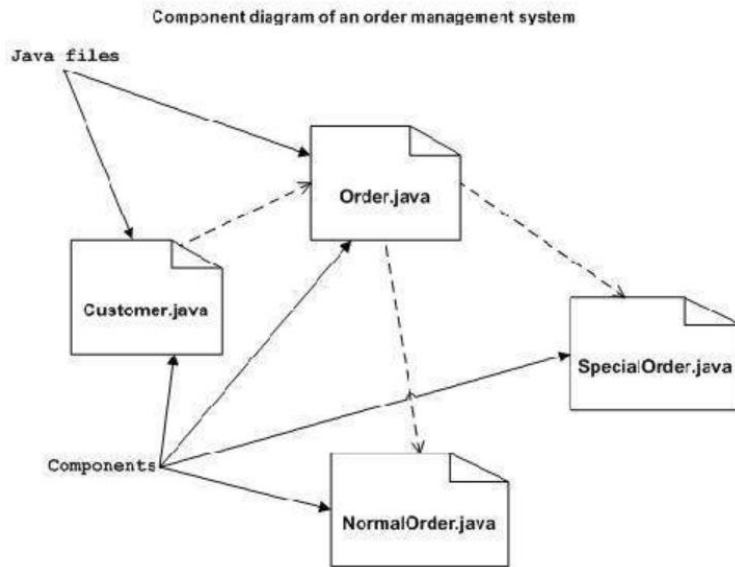 Component diagram of an order management system
Java files
Order.java
Customer.java
SpecialOrder.java
Components
NormalOrder.java